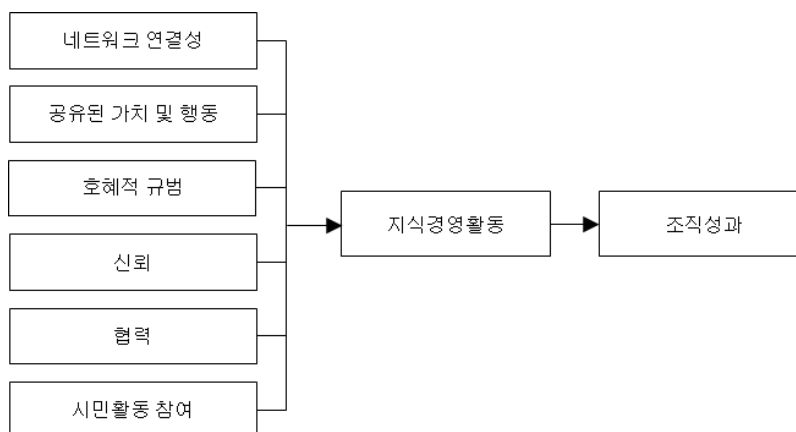 네트워크 연결성
공유된 가치 및 행동
호혜적 규범
신뢰
협력
시민활동 참여
지식경영활동
조직성과